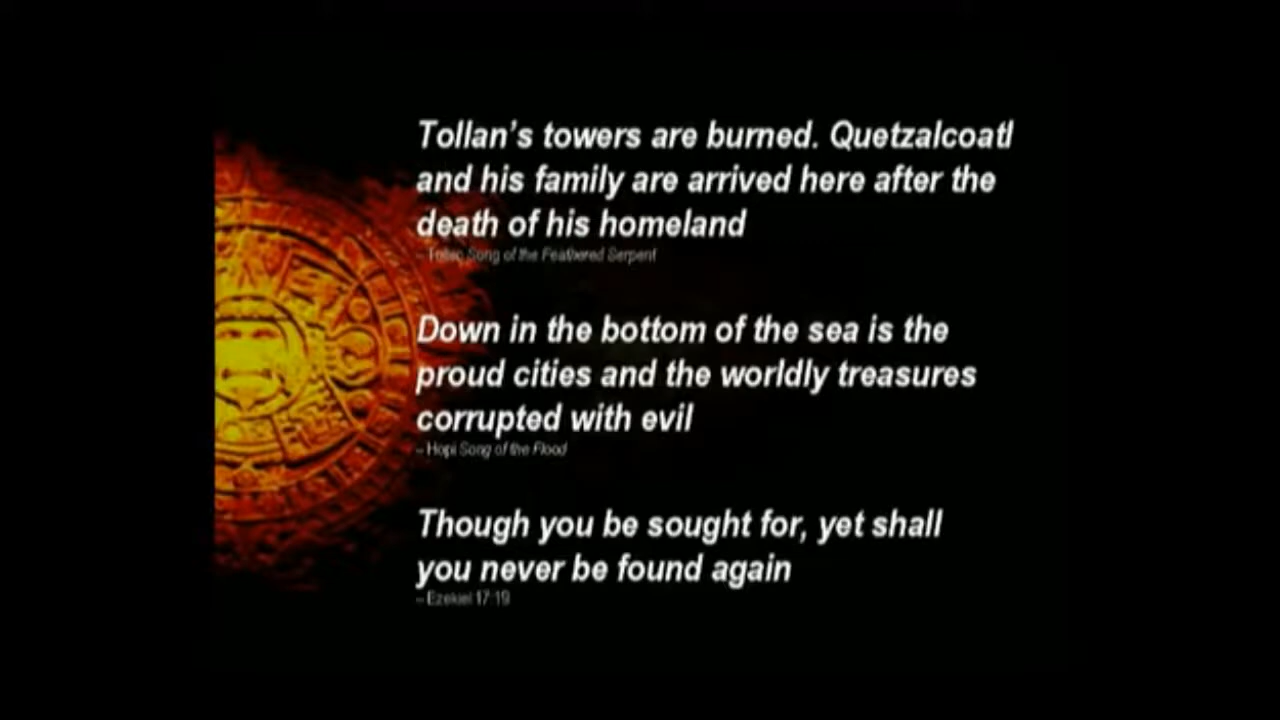 Tollan's towers are burned. Quetzalcoatl
and his family are arrived here after the
death of his homeland
- Toltec Song of the Feathered Serpent
Down in the bottom of the sea is the
proud cities and the worldly treasures
corrupted with evil
- Hopi Song of the Flood
Though you be sought for, yet shall
you never be found again
- Ezekiel 17:19